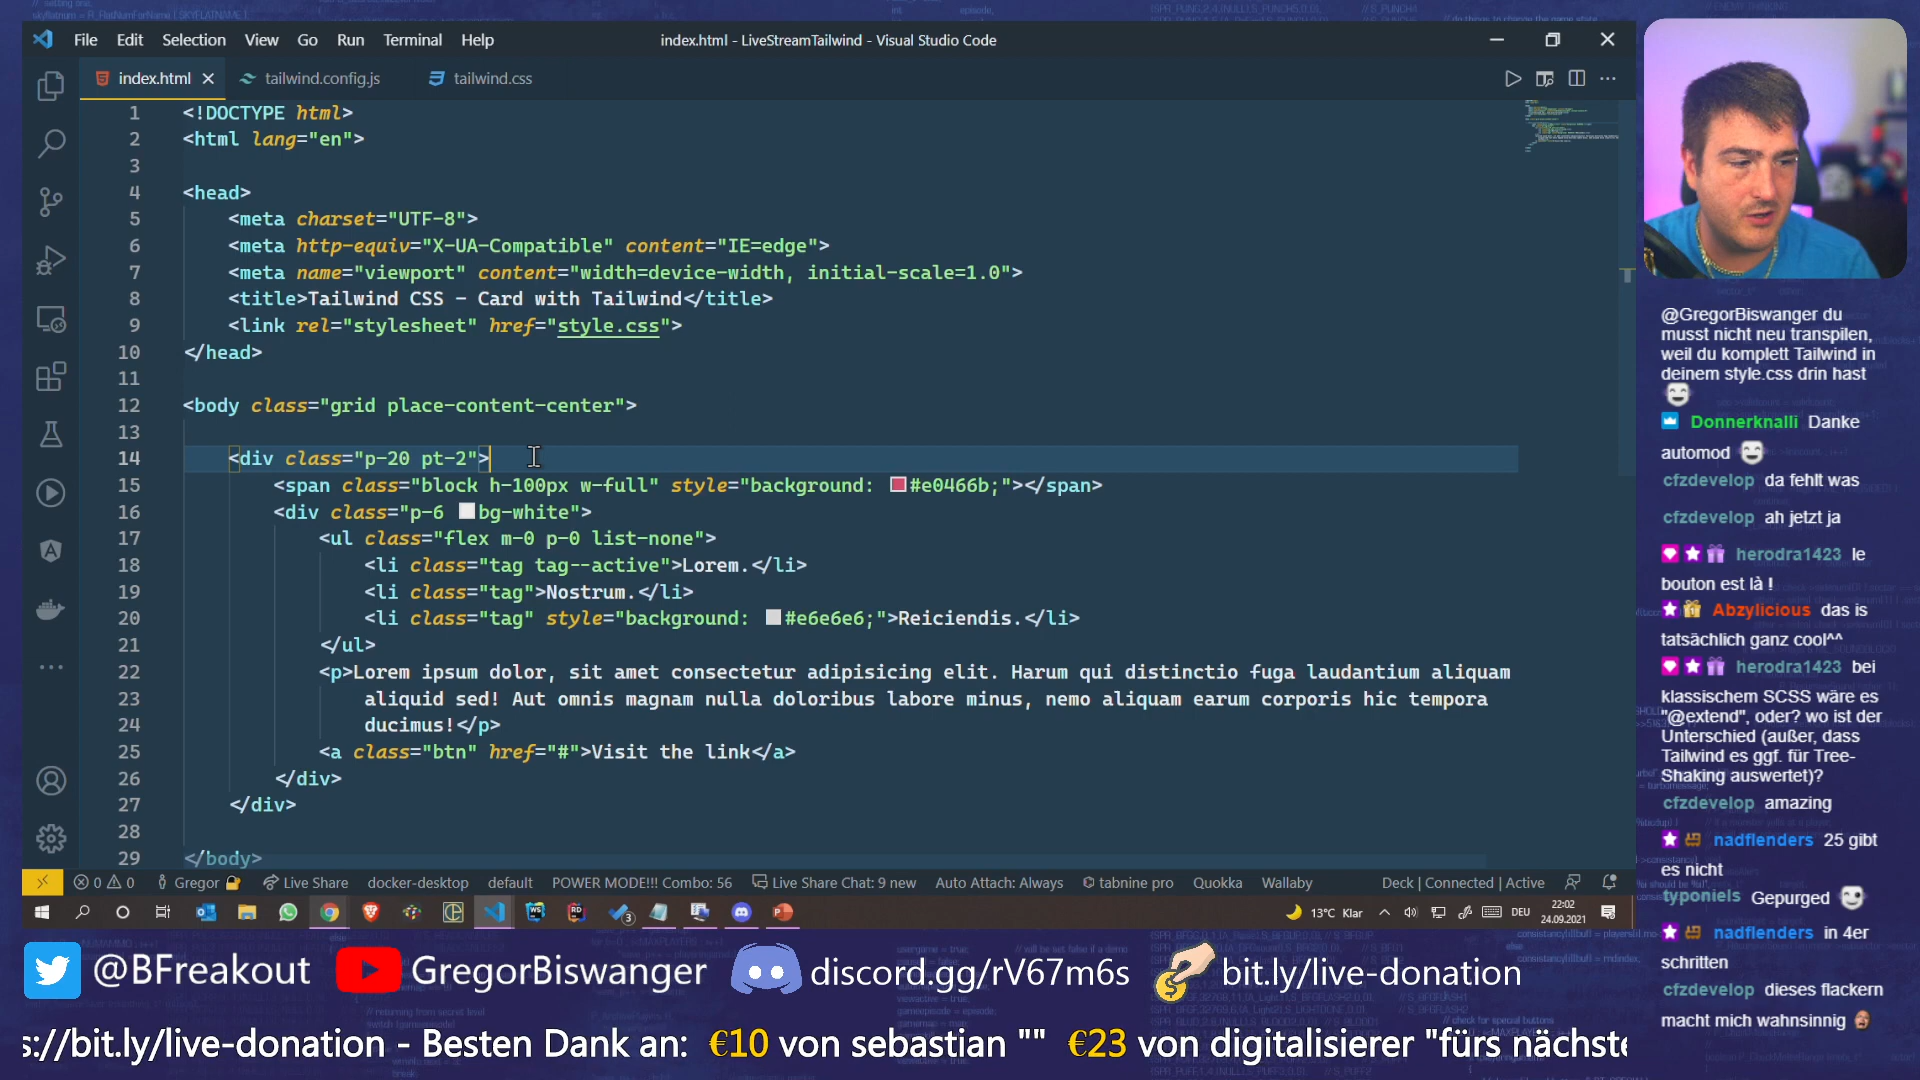 File Edit Selection View Go Run Terminal Help
index.html - LiveStreamTailwind - Visual Studio Code
index.html
tailwind.config.js
tailwind.css
1 <!DOCTYPE html>
2 <html lang="en">
3
4 <head>
5 <meta charset="UTF-8">
6 <meta http-equiv="X-UA-Compatible" content="IE=edge">
7 <meta name="viewport" content="width=device-width, initial-scale=1.0">
8 <title>Tailwind CSS - Card with Tailwind</title>
9 <link rel="stylesheet" href="style.css">
10 </head>
11
12 <body class="grid place-content-center">
13
14 <div class="p-20 pt-2">
15 <span class="block h-100px w-full" style="background: #e0466b;"></span>
16 <div class="p-6 bg-white">
17 <ul class="flex m-0 p-0 list-none">
18 <li class="tag tag--active">Lorem.</li>
19 <li class="tag">Nostrum.</li>
20 <li class="tag" style="background: #e6e6e6;">Reiciendis.</li>
21 </ul>
22 <p>Lorem ipsum dolor, sit amet consectetur adipisicing elit. Harum qui distinctio fuga laudantium aliquam
23 aliquid sed! Aut omnis magnam nulla doloribus labore minus, nemo aliquam earum corporis hic tempora
24 ducimus!</p>
25 <a class="btn" href="#">Visit the link</a>
26 </div>
27 </div>
28
29 </body>
0 0 Gregor Live Share docker-desktop default POWER MODE!!! Combo: 56 Live Share Chat: 9 new Auto Attach: Always tabnine pro Quokka Wallaby Deck | Connected | Active
3
13°C Klar
DEU
22:02
24.09.2021
@GregorBiswanger du
musst nicht neu transpilen,
weil du komplett Tailwind in
deinem style.css drin hast
Donnerknalli Danke
automod
cfzdevelop da fehlt was
cfzdevelop ah jetzt ja
herodra1423 le
bouton est là !
Abzylicious das is
tatsächlich ganz cool^^
herodra1423 bei
klassischem SCSS wäre es
"@extend", oder? wo ist der
Unterschied (außer, dass
Tailwind es ggf. für Tree-
Shaking auswertet)?
cfzdevelop amazing
nadflenders 25 gibt
es nicht
typoniels Gepurged
nadflenders in 4er
schritten
cfzdevelop dieses flackern
macht mich wahnsinnig
@BFreakout
GregorBiswanger
discord.gg/rV67m6s
bit.ly/live-donation
s://bit.ly/live-donation - Besten Dank an: €10 von sebastian "" €23 von digitalisierer "fürs nächste